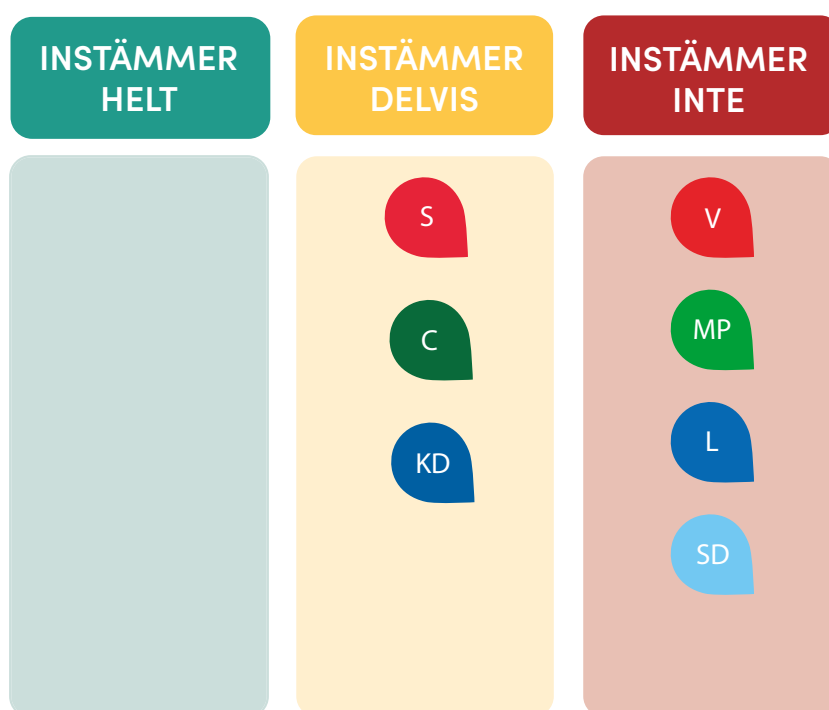 INSTÄMMER
HELT
INSTÄMMER
DELVIS
INSTÄMMER
INTE
S
C
KD
V
MP
L
SD